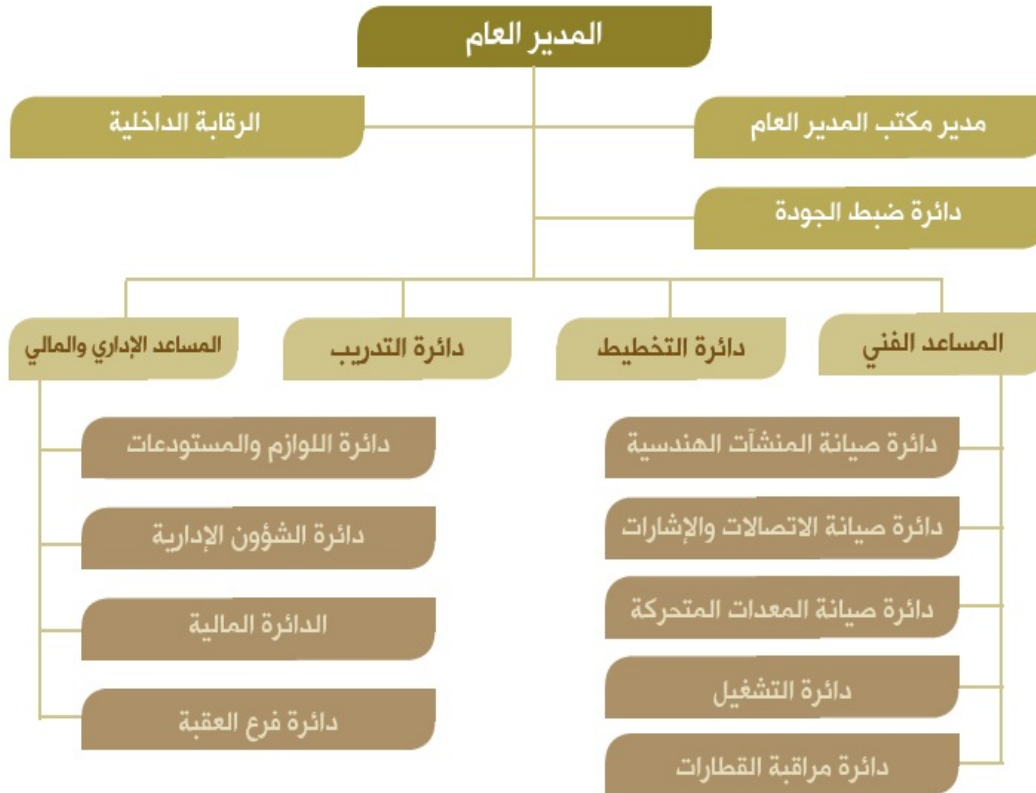 المدير العام
مدير مكتب المدير العام
الرقابة الداخلية
دائرة ضبط الجودة
المساعد الفني
دائرة التخطيط
دائرة التدريب
المساعد الإداري والمالي
دائرة صيانة المنشآت الهندسية
دائرة صيانة الاتصالات والإشارات
دائرة صيانة المعدات المتحركة
دائرة التشغيل
دائرة مراقبة القطارات
دائرة اللوازم والمستودعات
دائرة الشؤون الإدارية
الدائرة المالية
دائرة فرع العقبة